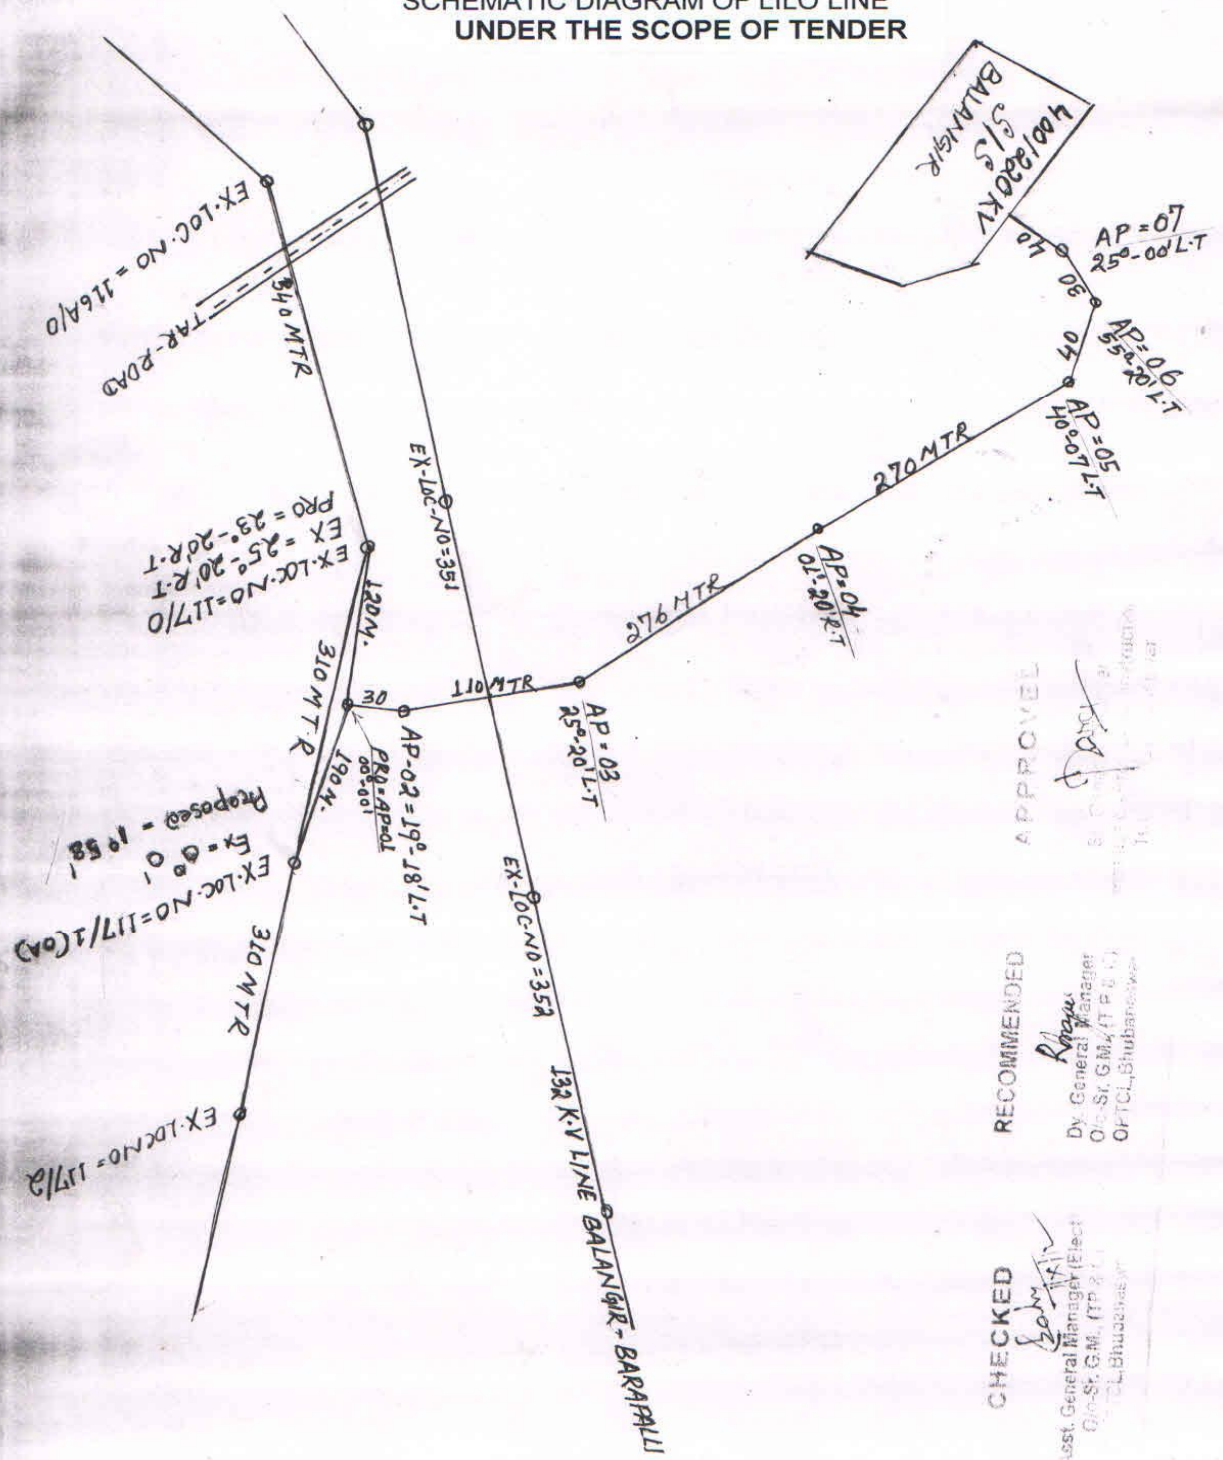 SCHEMATIC DIAGRAM OF LILO LINE
UNDER THE SCOPE OF TENDER
400/220KV
S/S
BALANGIR
40
AP=07
25°-00'L.T
30
AP=06
55°-20'L.T
40
AP=05
40°-07 L.T
270 MTR
AP=04
01°-20'R.T
276 MTR
AP=03
25°-20'L.T
110 MTR
30
AP-02=19°-18'L.T
PRO=AP=01
00°-00'
EX-LOC-NO=116A/0
TAR-ROAD
340 MTR
EX-LOC-NO=351
EX-LOC-NO=117/0
EX=25°-20'R.T
PRO=23°-20'R.T
120M.
310 MTR
190M.
EX-LOC-NO=117/1(OA)
Ex=0°0'
Proposed=1°58'
310 MTR
EX-LOC-NO=352
EX-LOC NO=117/2
132 K.V LINE BALANGIR-BARAPALLI
APPROVED
RECOMMENDED
Dy. General Manager
O/o-Sr. G.M. (T P & C)
OPTCL, Bhubaneswar
CHECKED
Asst. General Manager (Elect
O/o-Sr. G.M., (TP &
Bhubaneswar